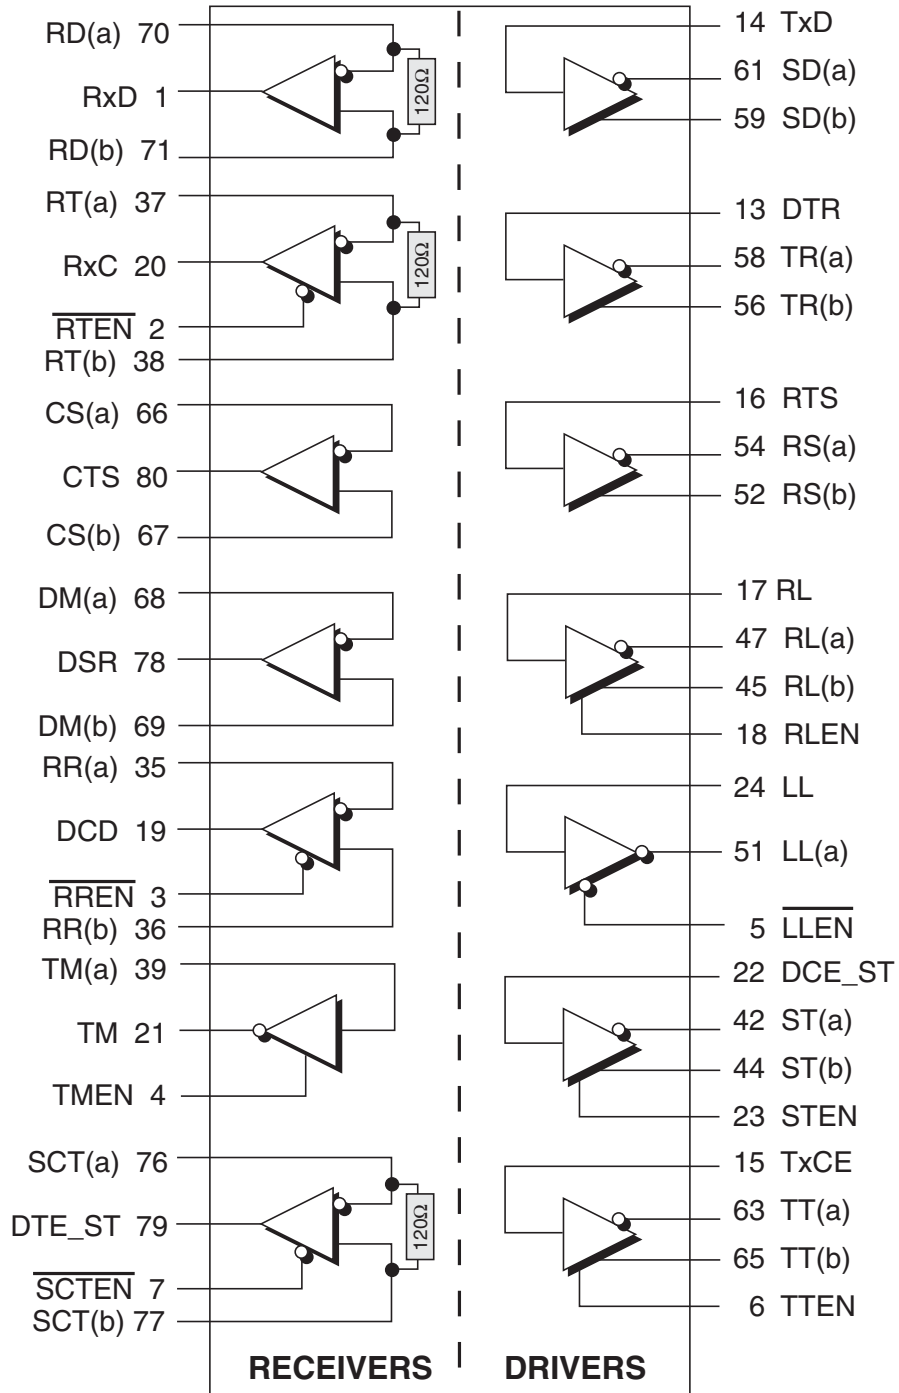 RD(a) 70
RxD 1
RD(b) 71
120Ω
RT(a) 37
RxC 20
RTEN 2
RT(b) 38
120Ω
CS(a) 66
CTS 80
CS(b) 67
DM(a) 68
DSR 78
DM(b) 69
RR(a) 35
DCD 19
RREN 3
RR(b) 36
TM(a) 39
TM 21
TMEN 4
SCT(a) 76
DTE_ST 79
SCTEN 7
SCT(b) 77
120Ω
RECEIVERS
14 TxD
61 SD(a)
59 SD(b)
13 DTR
58 TR(a)
56 TR(b)
16 RTS
54 RS(a)
52 RS(b)
17 RL
47 RL(a)
45 RL(b)
18 RLEN
24 LL
51 LL(a)
5 LLEN
22 DCE_ST
42 ST(a)
44 ST(b)
23 STEN
15 TxCE
63 TT(a)
65 TT(b)
6 TTEN
DRIVERS